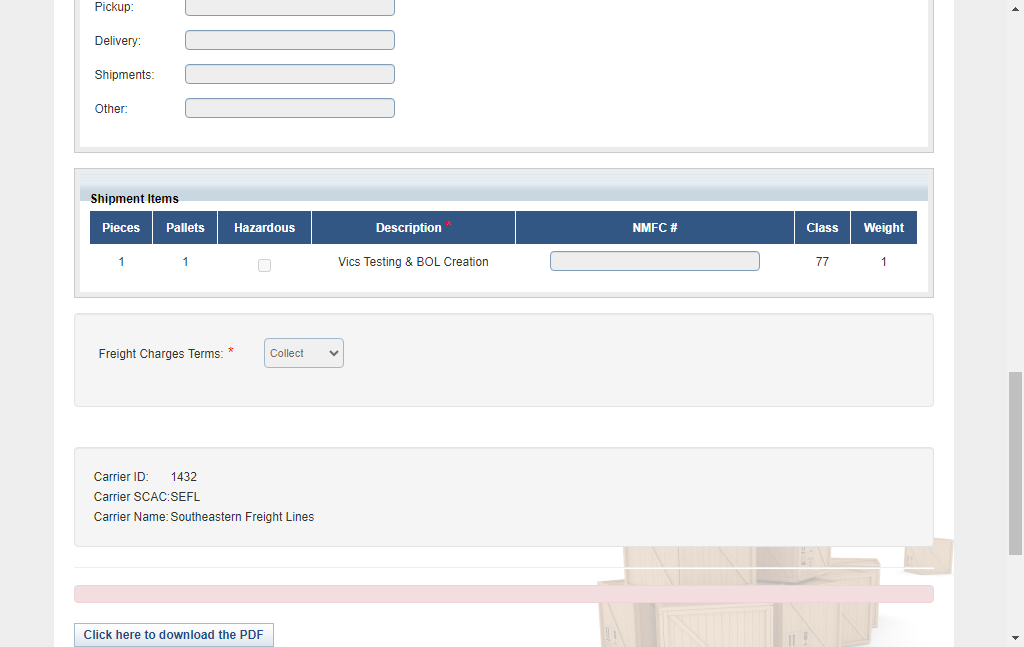 Pickup:
Delivery:
Shipments:
Other:
Shipment Items
Pieces Pallets Hazardous Description * NMFC # Class Weight
1 1 Vics Testing & BOL Creation 77 1
Freight Charges Terms: * Collect
Carrier ID: 1432
Carrier SCAC: SEFL
Carrier Name: Southeastern Freight Lines
Click here to download the PDF